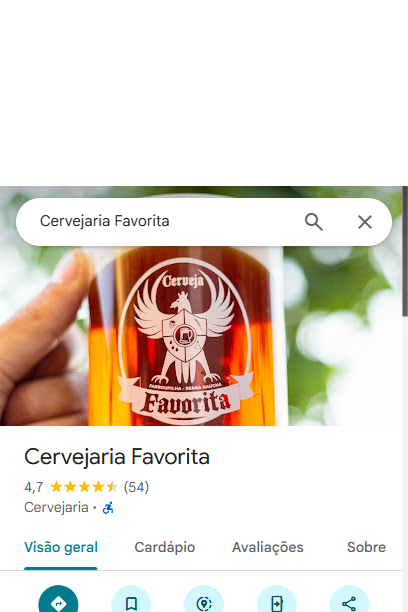 Cervejaria Favorita
Cerveja
FARROUPILHA - SERRA GAÚCHA
Favorita
Cervejaria Favorita
4,7 (54)
Cervejaria •
Visão geral Cardápio Avaliações Sobre